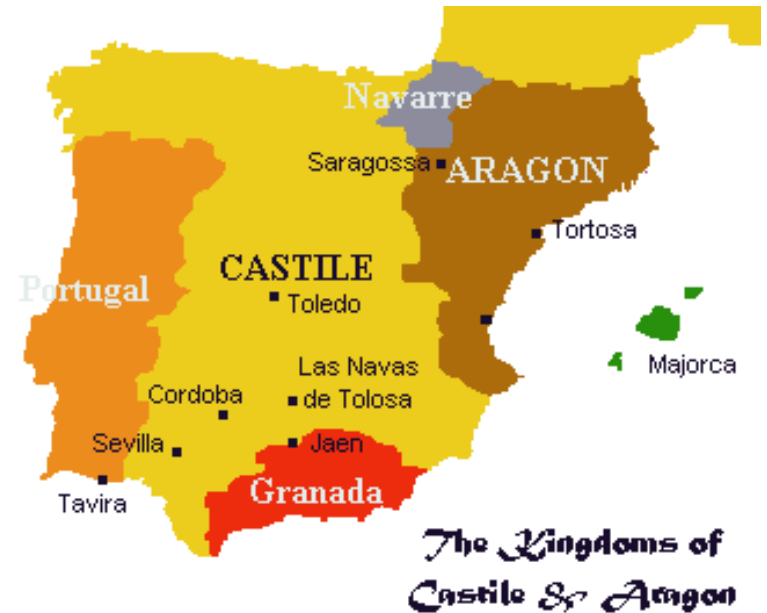 Navarre
Saragossa
ARAGON
Tortosa
CASTILE
Portugal
Toledo
Majorca
Las Navas
de Tolosa
Cordoba
Sevilla
Jaen
Tavira
Granada
The Kingdoms of
Castile & Aragon